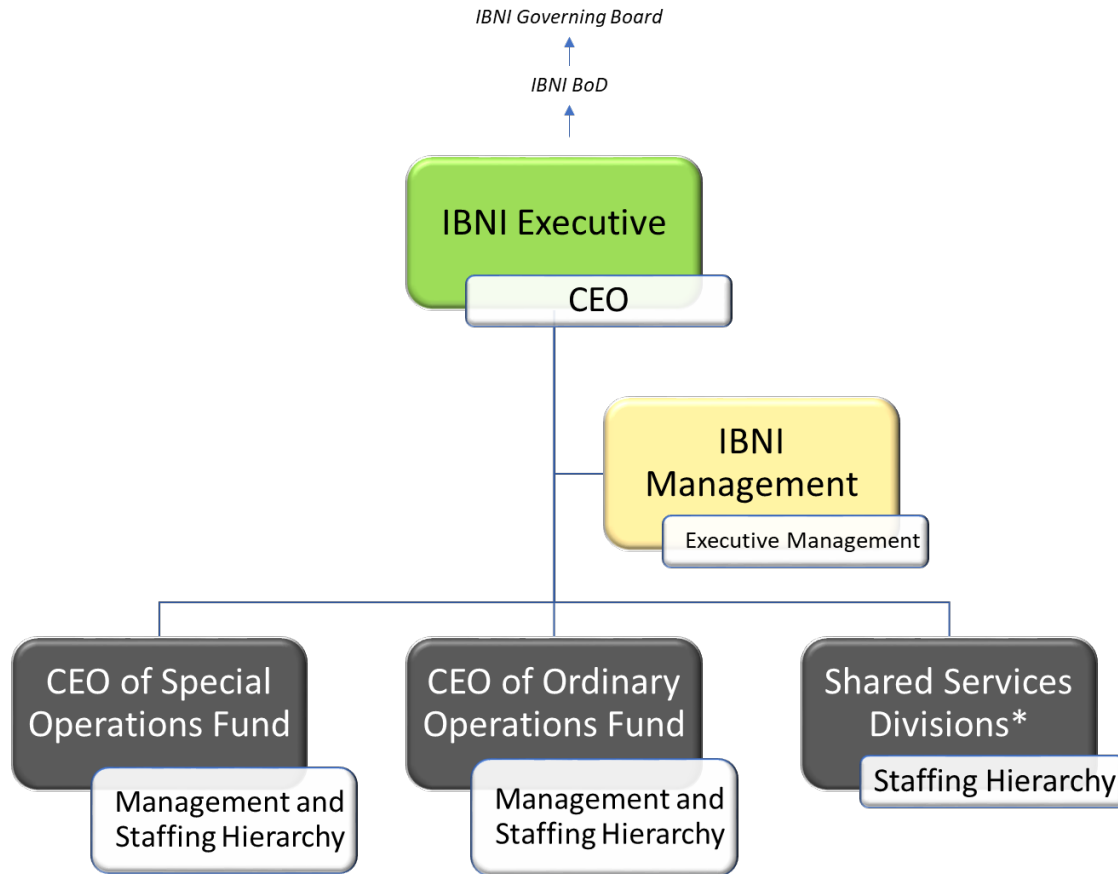 IBNI Governing Board
IBNI BoD
IBNI Executive
CEO
IBNI
Management
Executive Management
CEO of Special
Operations Fund
Management and
Staffing Hierarchy
CEO of Ordinary
Operations Fund
Management and
Staffing Hierarchy
Shared Services
Divisions*
Staffing Hierarchy